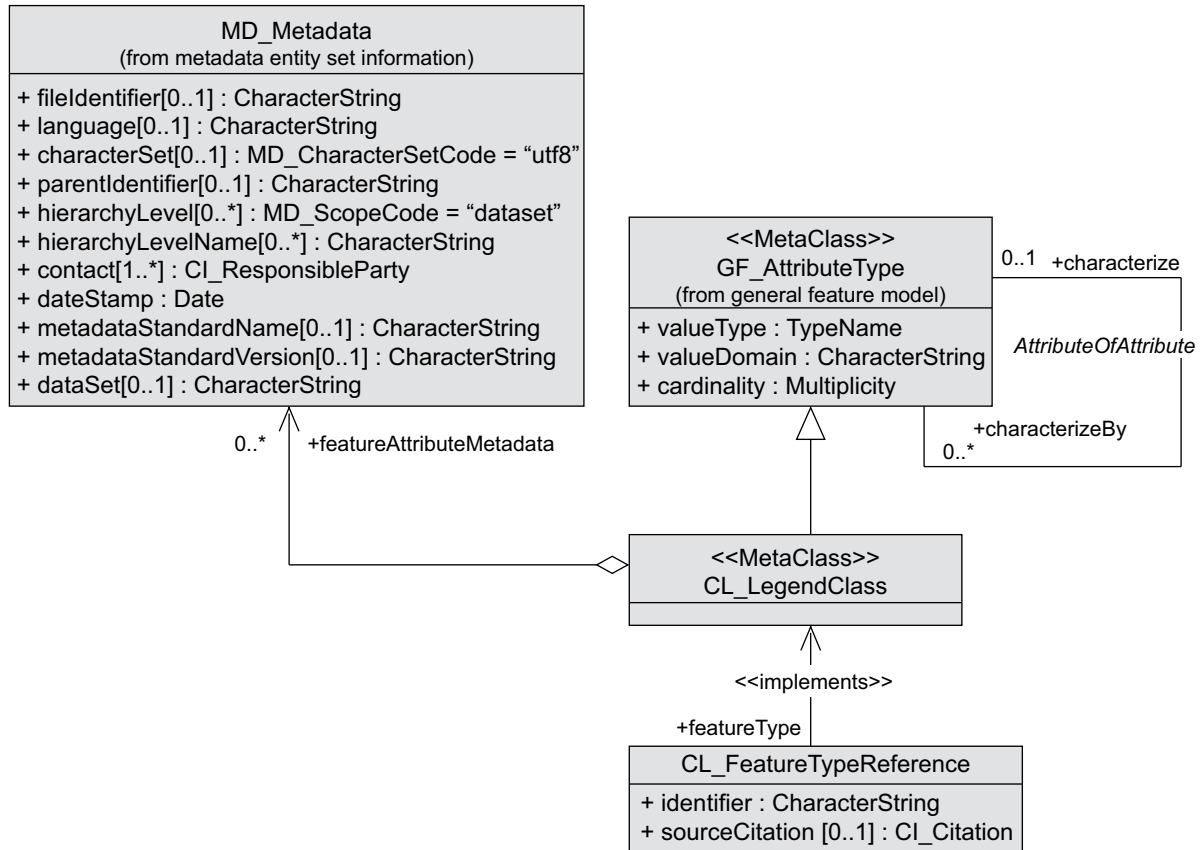 MD_Metadata
(from metadata entity set information)
+ fileIdentifier[0..1] : CharacterString
+ language[0..1] : CharacterString
+ characterSet[0..1] : MD_CharacterSetCode = “utf8”
+ parentIdentifier[0..1] : CharacterString
+ hierarchyLevel[0..*] : MD_ScopeCode = “dataset”
+ hierarchyLevelName[0..*] : CharacterString
+ contact[1..*] : CI_ResponsibleParty
+ dateStamp : Date
+ metadataStandardName[0..1] : CharacterString
+ metadataStandardVersion[0..1] : CharacterString
+ dataSet[0..1] : CharacterString
<<MetaClass>>
GF_AttributeType
(from general feature model)
+ valueType : TypeName
+ valueDomain : CharacterString
+ cardinality : Multiplicity
0..1 +characterize
AttributeOfAttribute
+characterizeBy
0..*
0..* +featureAttributeMetadata
<<MetaClass>>
CL_LegendClass
<<implements>>
+featureType
CL_FeatureTypeReference
+ identifier : CharacterString
+ sourceCitation [0..1] : CI_Citation